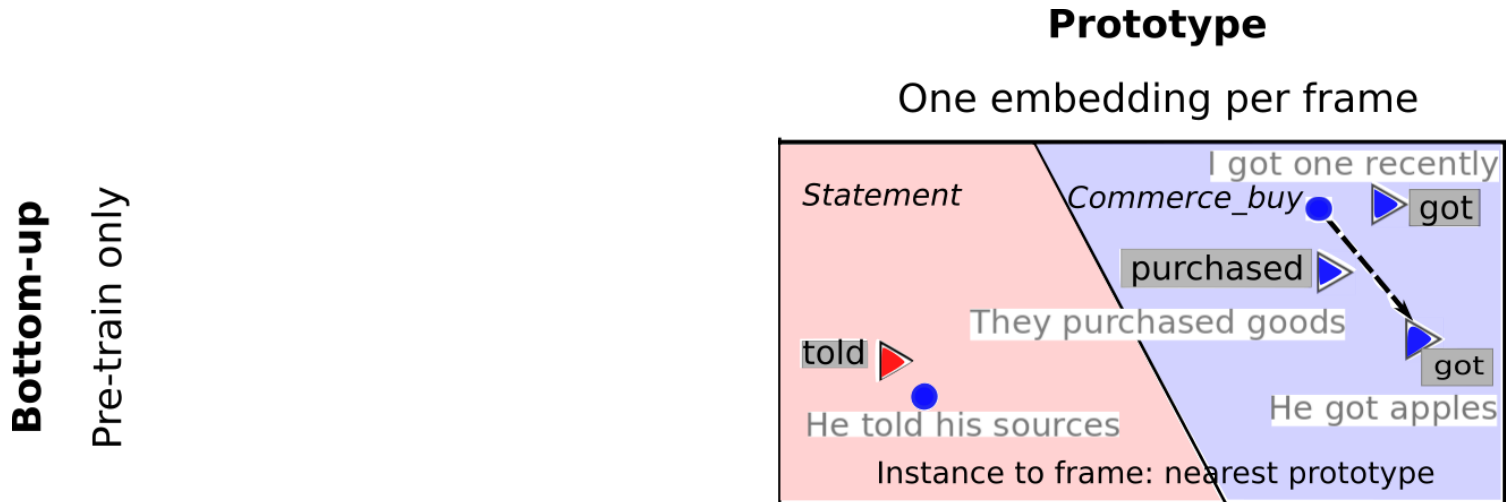 Prototype
One embedding per frame
Bottom-up
Pre-train only
I got one recently
Statement
Commerce_buy
got
purchased
They purchased goods
told
got
He told his sources
He got apples
Instance to frame: nearest prototype